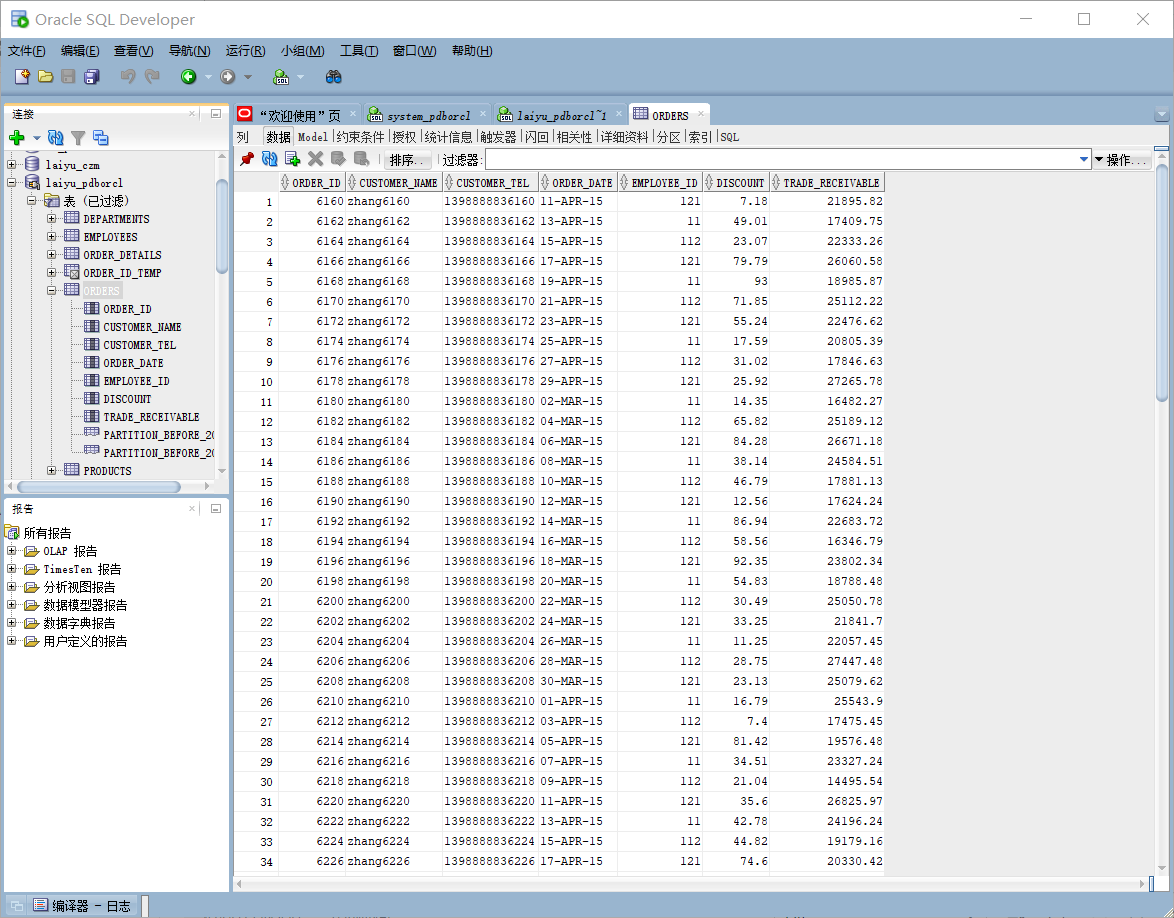 Oracle SQL Developer
文件(F) 编辑(E) 查看(V) 导航(N) 运行(R) 小组(M) 工具(T) 窗口(W) 帮助(H)
连接
laiyu_czm
laiyu_pdborcl
表 (已过滤)
DEPARTMENTS
EMPLOYEES
ORDER_DETAILS
ORDER_ID_TEMP
ORDERS
ORDER_ID
CUSTOMER_NAME
CUSTOMER_TEL
ORDER_DATE
EMPLOYEE_ID
DISCOUNT
TRADE_RECEIVABLE
PARTITION_BEFORE_20
PARTITION_BEFORE_20
PRODUCTS
报告
所有报告
OLAP 报告
TimesTen 报告
分析视图报告
数据模型器报告
数据字典报告
用户定义的报告
“欢迎使用”页 system_pdborcl laiyu_pdborcl~1 ORDERS
列 数据 Model 约束条件 授权 统计信息 触发器 闪回 相关性 详细资料 分区 索引 SQL
排序.. 过滤器: 操作...
ORDER_ID CUSTOMER_NAME CUSTOMER_TEL ORDER_DATE EMPLOYEE_ID DISCOUNT TRADE_RECEIVABLE
1 6160 zhang6160 1398888836160 11-APR-15 121 7.18 21895.82
2 6162 zhang6162 1398888836162 13-APR-15 11 49.01 17409.75
3 6164 zhang6164 1398888836164 15-APR-15 112 23.07 22333.26
4 6166 zhang6166 1398888836166 17-APR-15 121 79.79 26060.58
5 6168 zhang6168 1398888836168 19-APR-15 11 93 18985.87
6 6170 zhang6170 1398888836170 21-APR-15 112 71.85 25112.22
7 6172 zhang6172 1398888836172 23-APR-15 121 55.24 22476.62
8 6174 zhang6174 1398888836174 25-APR-15 11 17.59 20805.39
9 6176 zhang6176 1398888836176 27-APR-15 112 31.02 17846.63
10 6178 zhang6178 1398888836178 29-APR-15 121 25.92 27265.78
11 6180 zhang6180 1398888836180 02-MAR-15 11 14.35 16482.27
12 6182 zhang6182 1398888836182 04-MAR-15 112 65.82 25189.12
13 6184 zhang6184 1398888836184 06-MAR-15 121 84.28 26671.18
14 6186 zhang6186 1398888836186 08-MAR-15 11 38.14 24584.51
15 6188 zhang6188 1398888836188 10-MAR-15 112 46.79 17881.13
16 6190 zhang6190 1398888836190 12-MAR-15 121 12.56 17624.24
17 6192 zhang6192 1398888836192 14-MAR-15 11 86.94 22683.72
18 6194 zhang6194 1398888836194 16-MAR-15 112 58.56 16346.79
19 6196 zhang6196 1398888836196 18-MAR-15 121 92.35 23802.34
20 6198 zhang6198 1398888836198 20-MAR-15 11 54.83 18788.48
21 6200 zhang6200 1398888836200 22-MAR-15 112 30.49 25050.78
22 6202 zhang6202 1398888836202 24-MAR-15 121 33.25 21841.7
23 6204 zhang6204 1398888836204 26-MAR-15 11 11.25 22057.45
24 6206 zhang6206 1398888836206 28-MAR-15 112 28.75 27447.48
25 6208 zhang6208 1398888836208 30-MAR-15 121 23.13 25079.62
26 6210 zhang6210 1398888836210 01-APR-15 11 16.79 25543.9
27 6212 zhang6212 1398888836212 03-APR-15 112 7.4 17475.45
28 6214 zhang6214 1398888836214 05-APR-15 121 81.42 19576.48
29 6216 zhang6216 1398888836216 07-APR-15 11 34.51 23327.24
30 6218 zhang6218 1398888836218 09-APR-15 112 21.04 14495.54
31 6220 zhang6220 1398888836220 11-APR-15 121 35.6 26825.97
32 6222 zhang6222 1398888836222 13-APR-15 11 42.78 24196.24
33 6224 zhang6224 1398888836224 15-APR-15 112 44.82 19179.16
34 6226 zhang6226 1398888836226 17-APR-15 121 74.6 20330.42
编译器 - 日志